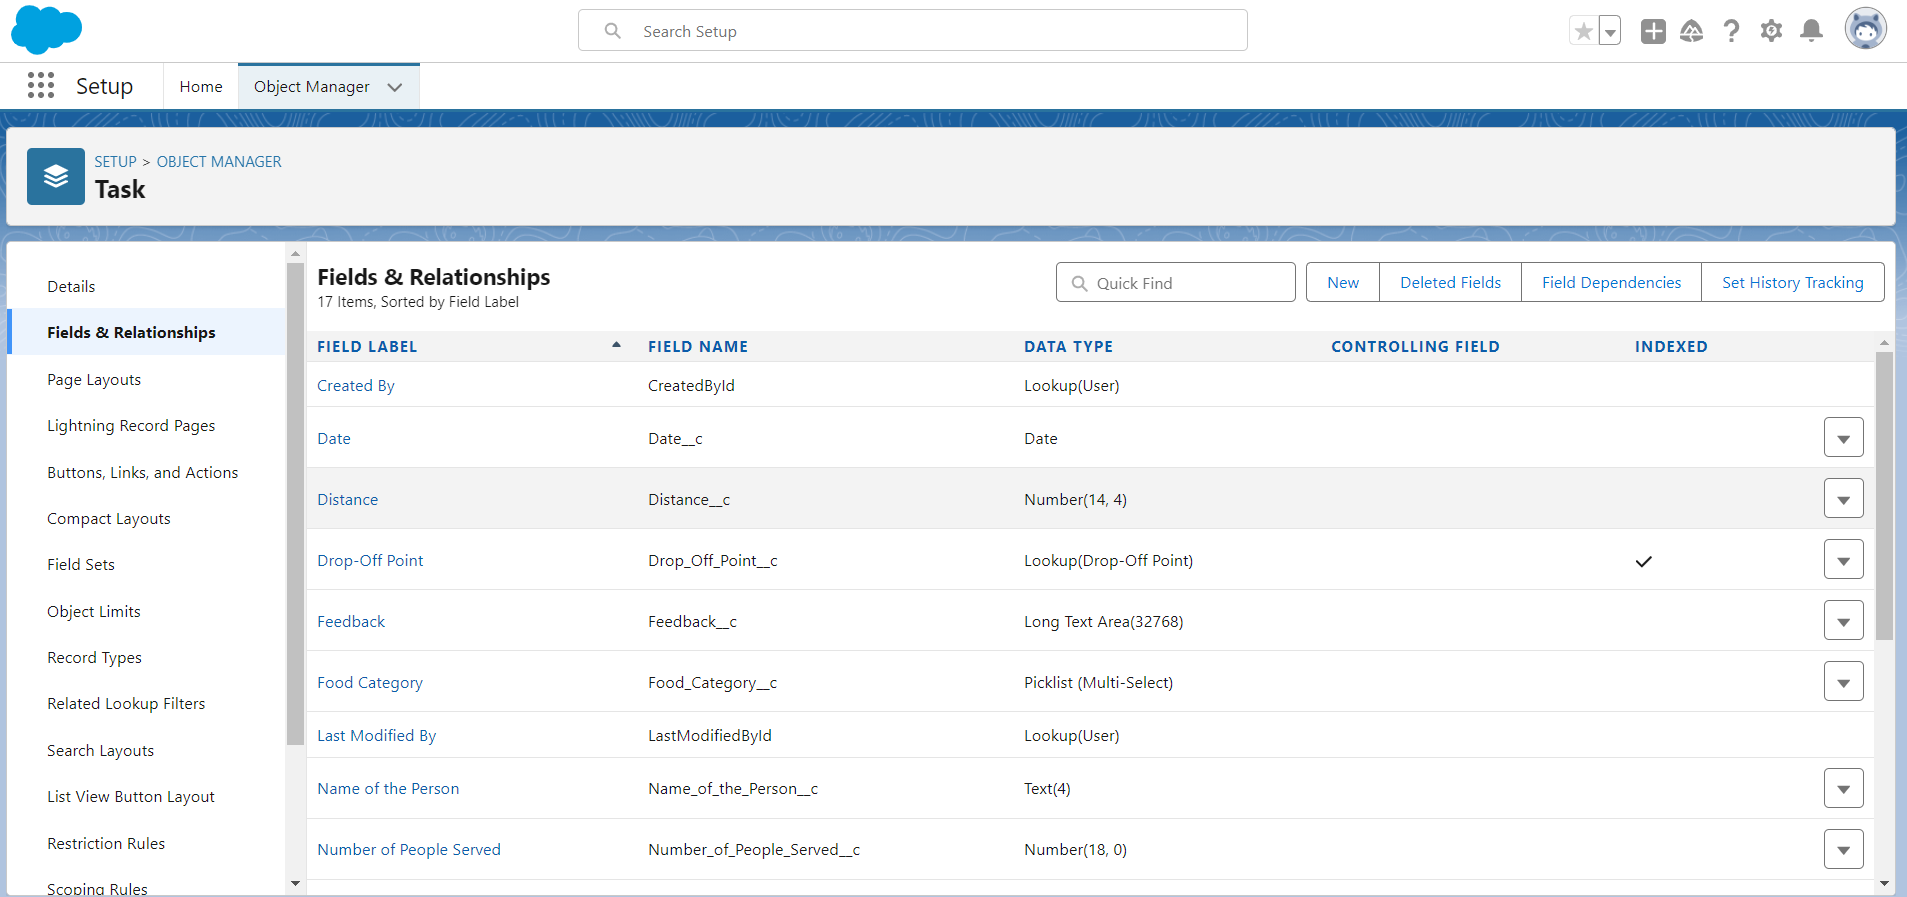 Search Setup
Setup
Home
Object Manager
SETUP > OBJECT MANAGER
Task
Details
Fields & Relationships
Page Layouts
Lightning Record Pages
Buttons, Links, and Actions
Compact Layouts
Field Sets
Object Limits
Record Types
Related Lookup Filters
Search Layouts
List View Button Layout
Restriction Rules
Scoping Rules
Fields & Relationships
17 Items, Sorted by Field Label
Quick Find
New
Deleted Fields
Field Dependencies
Set History Tracking
FIELD LABEL FIELD NAME DATA TYPE CONTROLLING FIELD INDEXED
Created By CreatedById Lookup(User)
Date Date__c Date
Distance Distance__c Number(14, 4)
Drop-Off Point Drop_Off_Point__c Lookup(Drop-Off Point)
Feedback Feedback__c Long Text Area(32768)
Food Category Food_Category__c Picklist (Multi-Select)
Last Modified By LastModifiedById Lookup(User)
Name of the Person Name_of_the_Person__c Text(4)
Number of People Served Number_of_People_Served__c Number(18, 0)